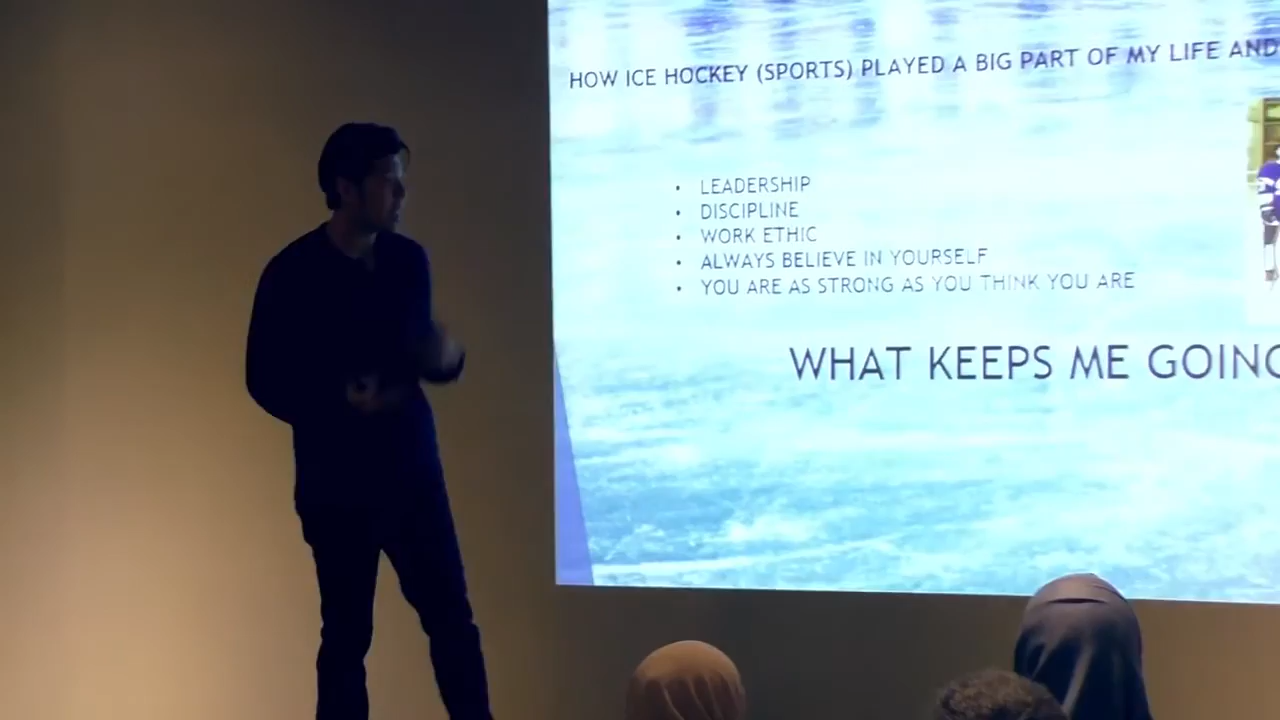 HOW ICE HOCKEY (SPORTS) PLAYED A BIG PART OF MY LIFE AND
• LEADERSHIP
• DISCIPLINE
• WORK ETHIC
• ALWAYS BELIEVE IN YOURSELF
• YOU ARE AS STRONG AS YOU THINK YOU ARE
WHAT KEEPS ME GOING